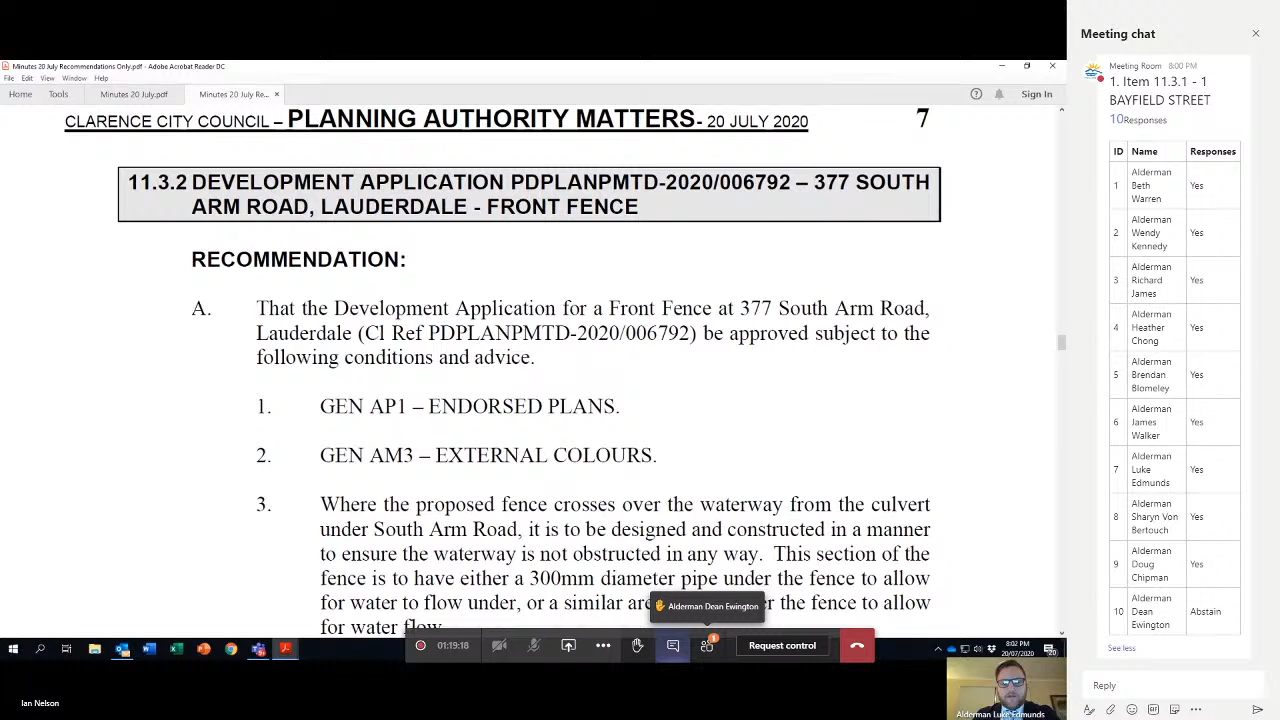 Minutes 20 July Recommendations Only.pdf - Adobe Acrobat Reader DC
File Edit View Window Help
Home Tools Minutes 20 July.pdf Minutes 20 July Re... × Sign In
CLARENCE CITY COUNCIL – PLANNING AUTHORITY MATTERS- 20 JULY 2020 7
11.3.2 DEVELOPMENT APPLICATION PDPLANPMTD-2020/006792 – 377 SOUTH
ARM ROAD, LAUDERDALE - FRONT FENCE
RECOMMENDATION:
A. That the Development Application for a Front Fence at 377 South Arm Road,
Lauderdale (Cl Ref PDPLANPMTD-2020/006792) be approved subject to the
following conditions and advice.
1. GEN AP1 – ENDORSED PLANS.
2. GEN AM3 – EXTERNAL COLOURS.
3. Where the proposed fence crosses over the waterway from the culvert
under South Arm Road, it is to be designed and constructed in a manner
to ensure the waterway is not obstructed in any way. This section of the
fence is to have either a 300mm diameter pipe under the fence to allow
for water to flow under, or a similar the fence to allow
for water flow
Alderman Dean Ewington
01:19:18
1
Request control
8:02 PM
20/07/2020
Ian Nelson
Alderman Luke Edmunds
Meeting chat
Meeting Room 8:00 PM
1. Item 11.3.1 - 1
BAYFIELD STREET
10Responses
ID Name Responses
1 Alderman Beth Warren Yes
2 Alderman Wendy Kennedy Yes
3 Alderman Richard James Yes
4 Alderman Heather Chong Yes
5 Alderman Brendan Blomeley Yes
6 Alderman James Walker Yes
7 Alderman Luke Edmunds Yes
8 Alderman Sharyn Von Bertouch Yes
9 Alderman Doug Chipman Yes
10 Alderman Dean Ewington Abstain
See less
Reply